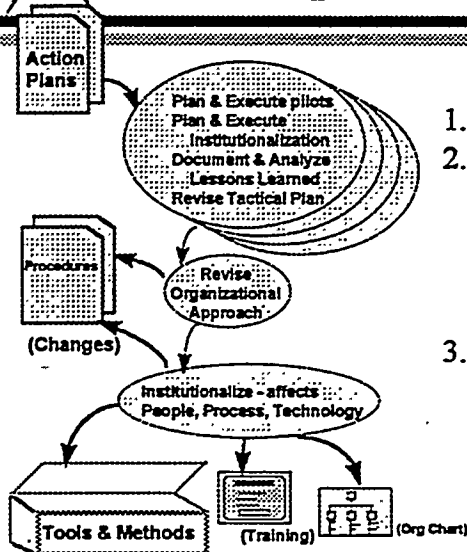 Action
Plans
Plan & Execute pilots
Plan & Execute
Institutionalization
Document & Analyze
Lessons Learned
Revise Tactical Plan
1.
2.
Procedures
Revise
Organizational
Approach
(Changes)
3.
Institutionalize - affects
People, Process, Technology
Tools & Methods
(Training)
(Org Chart)